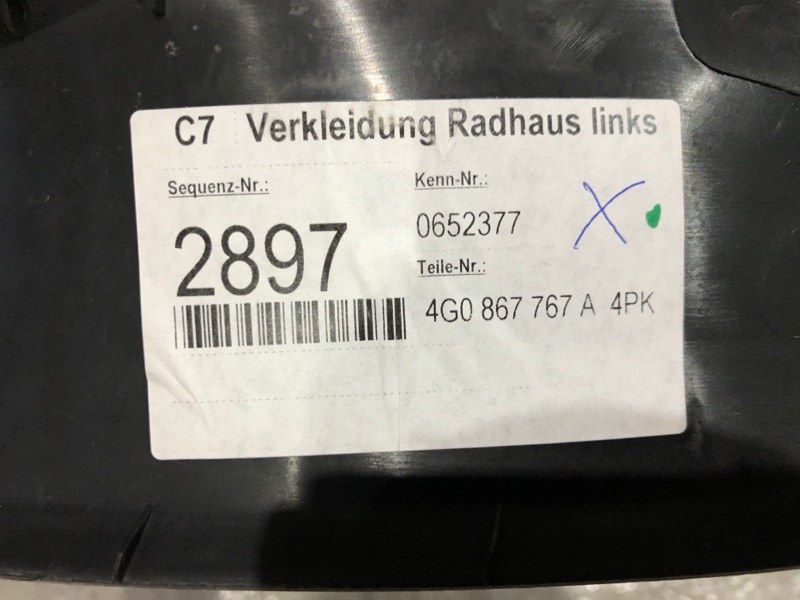 C7 Verkleidung Radhaus links
Sequenz-Nr.:
2897
Kenn-Nr.:
0652377
Teile-Nr.:
4G0 867 767 A 4PK